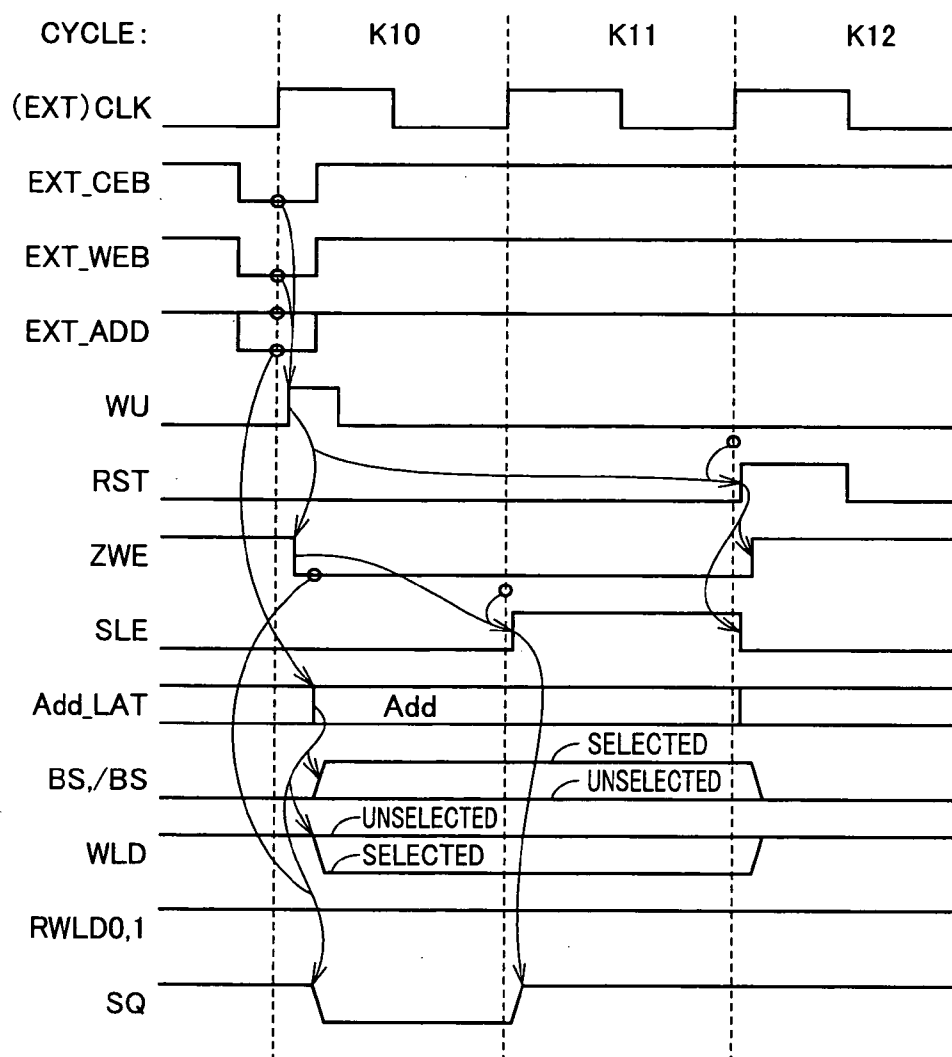 CYCLE: K10 K11 K12
(EXT)CLK
EXT_CEB
EXT_WEB
EXT_ADD
WU
RST
ZWE
SLE
Add_LAT Add
SELECTED
BS,/BS UNSELECTED
UNSELECTED
WLD SELECTED
RWLD0,1
SQ